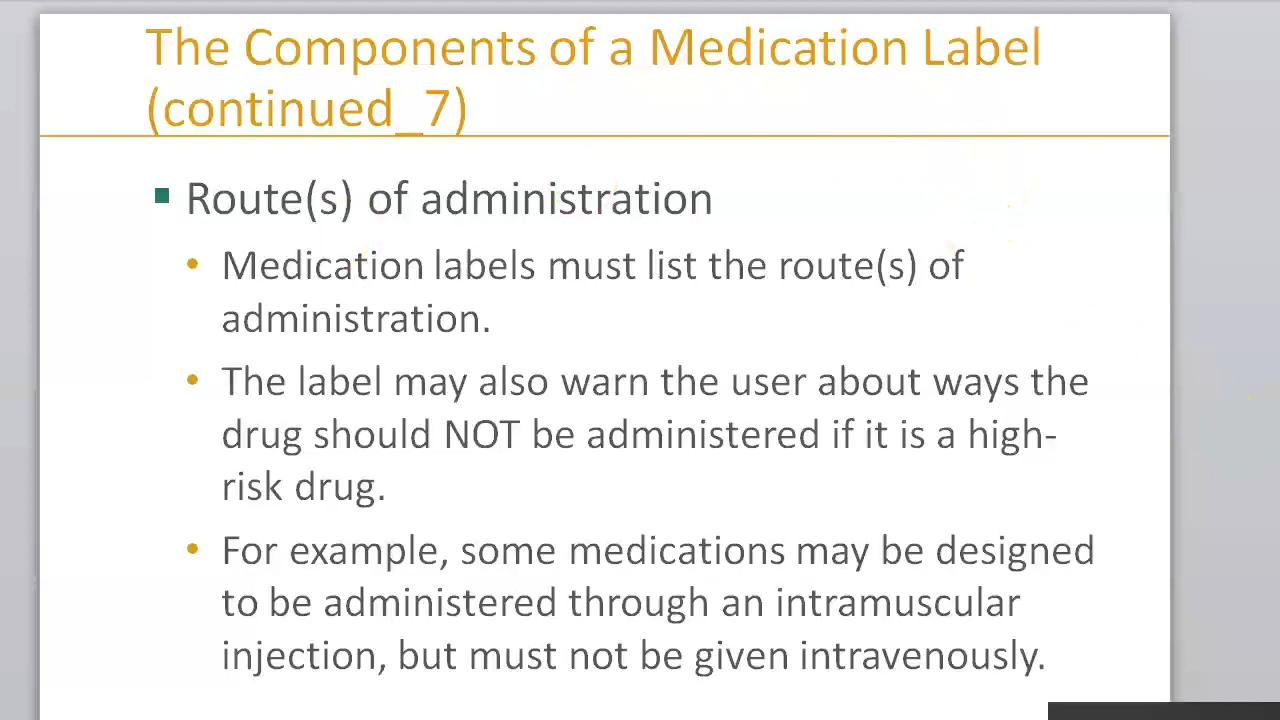 The Components of a Medication Label
(continued_7)
Route(s) of administration
Medication labels must list the route(s) of
administration.
The label may also warn the user about ways the
drug should NOT be administered if it is a high-
risk drug.
For example, some medications may be designed
to be administered through an intramuscular
injection, but must not be given intravenously.